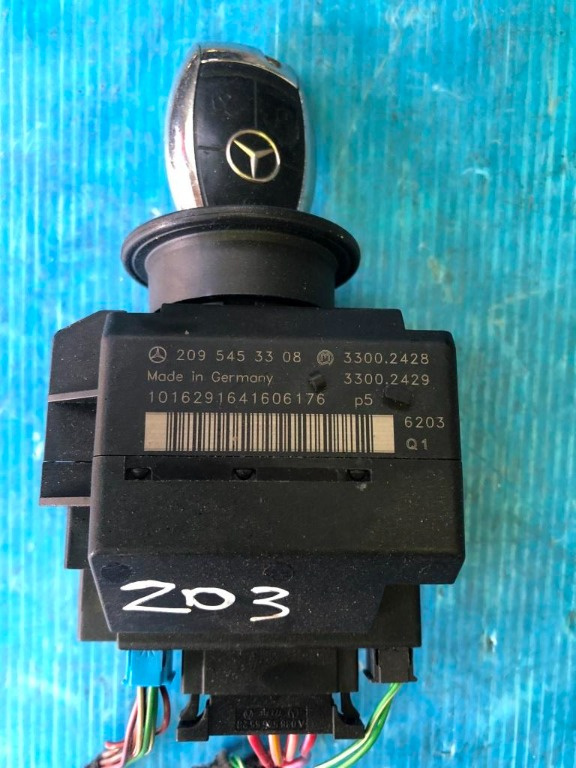 209 545 33 08 3300.2428
Made in Germany 3300.2429
1016291641606176 p5
6203
Q1
203